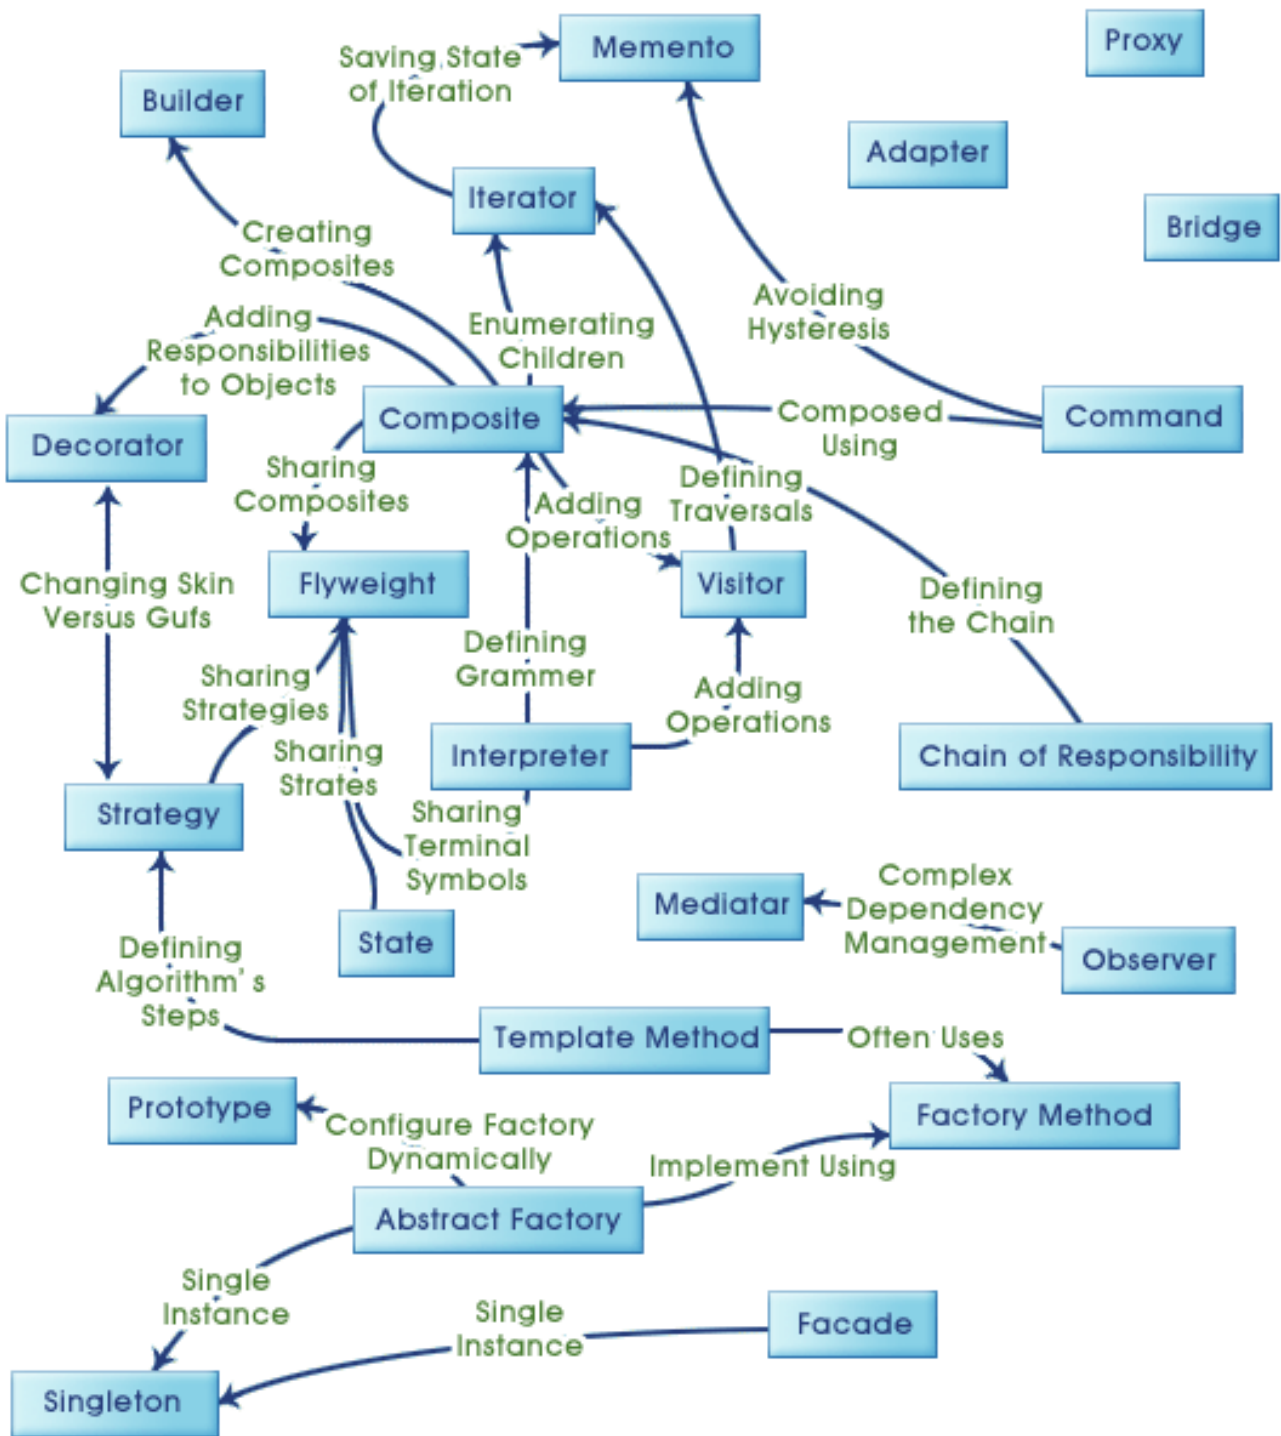 Memento
Proxy
Saving State
of Iteration
Builder
Adapter
Iterator
Bridge
Creating
Composites
Avoiding
Hysteresis
Adding
Responsibilities
to Objects
Enumerating
Children
Composite
Composed
Using
Command
Decorator
Sharing
Composites
Adding
Operations
Defining
Traversals
Flyweight
Visitor
Changing Skin
Versus Gufs
Defining
the Chain
Defining
Grammer
Sharing
Strategies
Adding
Operations
Sharing
Strates
Interpreter
Chain of Responsibility
Strategy
Sharing
Terminal
Symbols
State
Mediatar
Complex
Dependency
Management
Observer
Defining
Algorithm's
Steps
Template Method
Often Uses
Prototype
Configure Factory
Dynamically
Factory Method
Implement Using
Abstract Factory
Single
Instance
Single
Instance
Facade
Singleton